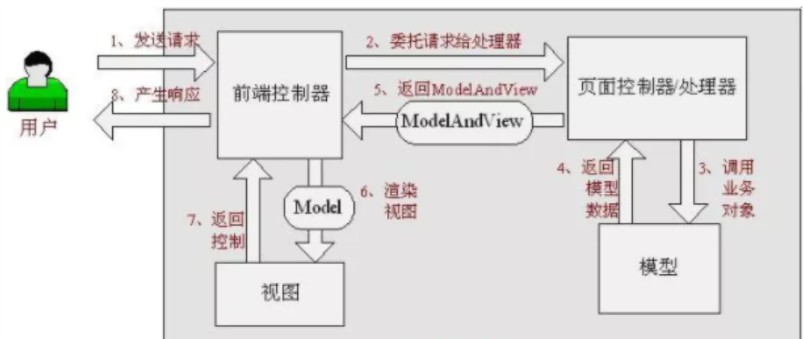 1、发送请求
2、委托请求给处理器
用户
8、产生响应
前端控制器
5、返回ModelAndView
ModelAndView
页面控制器/处理器
4、返回
模型
数据
3、调用
业务
对象
6、渲染
视图
Model
7、返回
控制
视图
模型